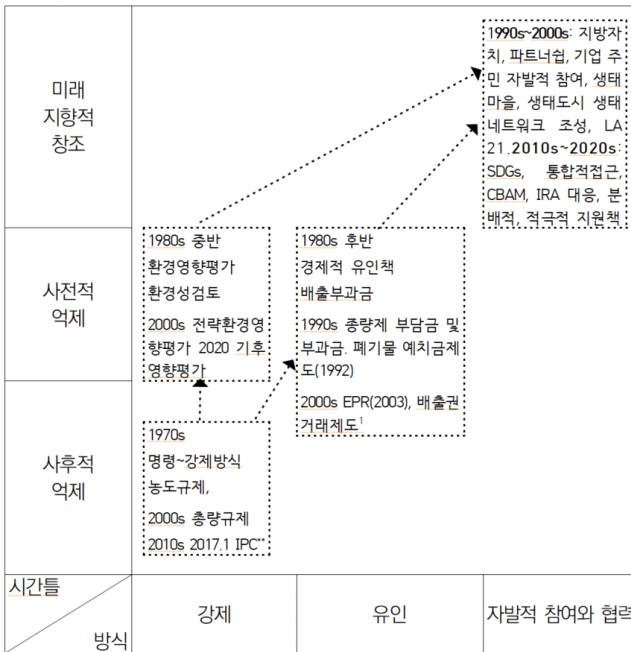 1990s~2000s: 지방자
치, 파트너쉽, 기업 주
민 자발적 참여, 생태
마을, 생태도시 생태
네트워크 조성, LA
21.2010s~2020s:
SDGs, 통합적접근,
CBAM, IRA 대응, 분
배적, 적극적 지원책
미래
지향적
창조
1980s 중반
환경영향평가
환경성검토
2000s 전략환경영
향평가 2020 기후
영향평가
1980s 후반
경제적 유인책
배출부과금
1990s 종량제 부담금 및
부과금. 폐기물 예치금제
도(1992)
2000s EPR(2003), 배출권
거래제도1
사전적
억제
1970s
명령~강제방식
농도규제,
2000s 총량규제
2010s 2017.1 IPC**
사후적
억제
시간틀
방식
강제
유인
자발적 참여와 협력